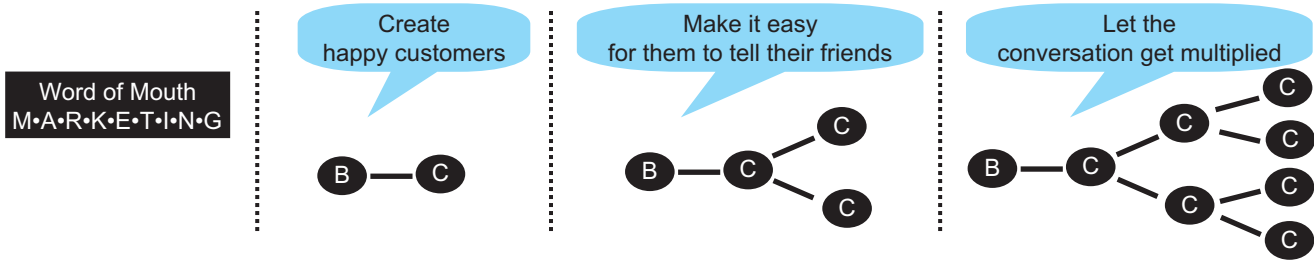 Word of Mouth
M•A•R•K•E•T•I•N•G
Create
happy customers
B C
Make it easy
for them to tell their friends
B C C C
Let the
conversation get multiplied
B C C C C C C C